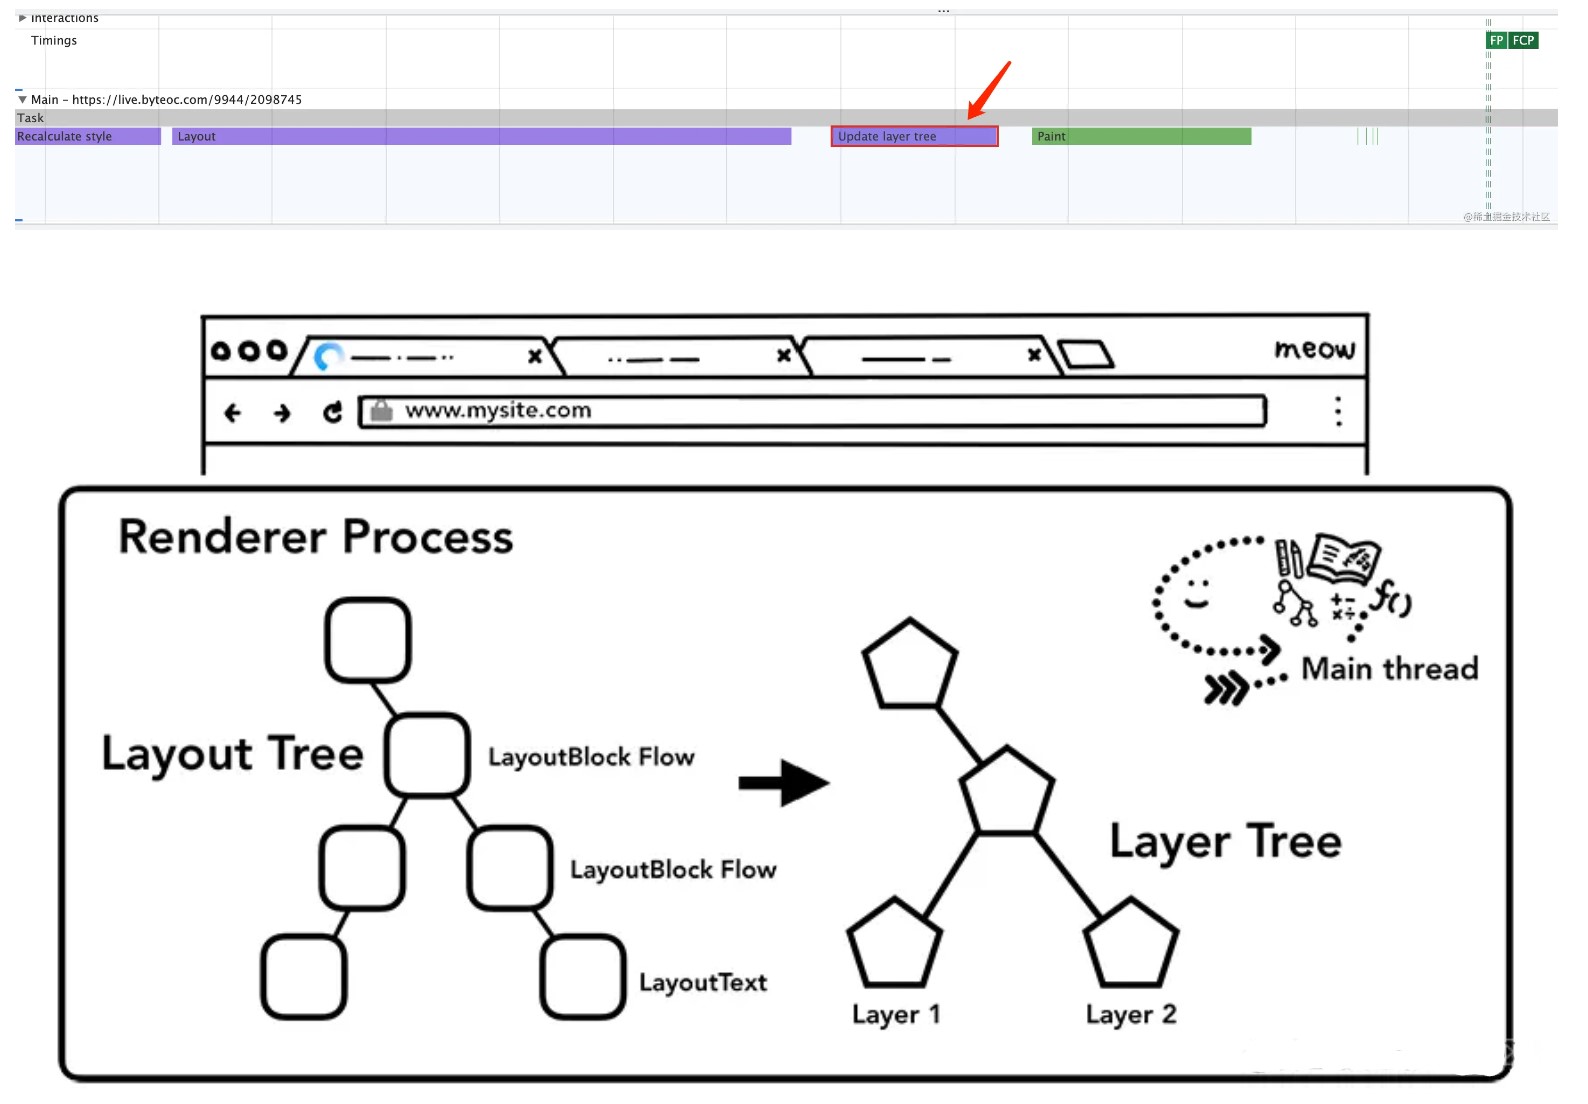 ...
Interactions
Timings
FP FCP
Main – https://live.byteoc.com/9944/2098745
Task
Recalculate style
Layout
Update layer tree
Paint
@稀土掘金技术社区
meow
www.mysite.com
Renderer Process
f()
Main thread
Layout Tree
LayoutBlock Flow
LayoutBlock Flow
LayoutText
Layer Tree
Layer 1
Layer 2